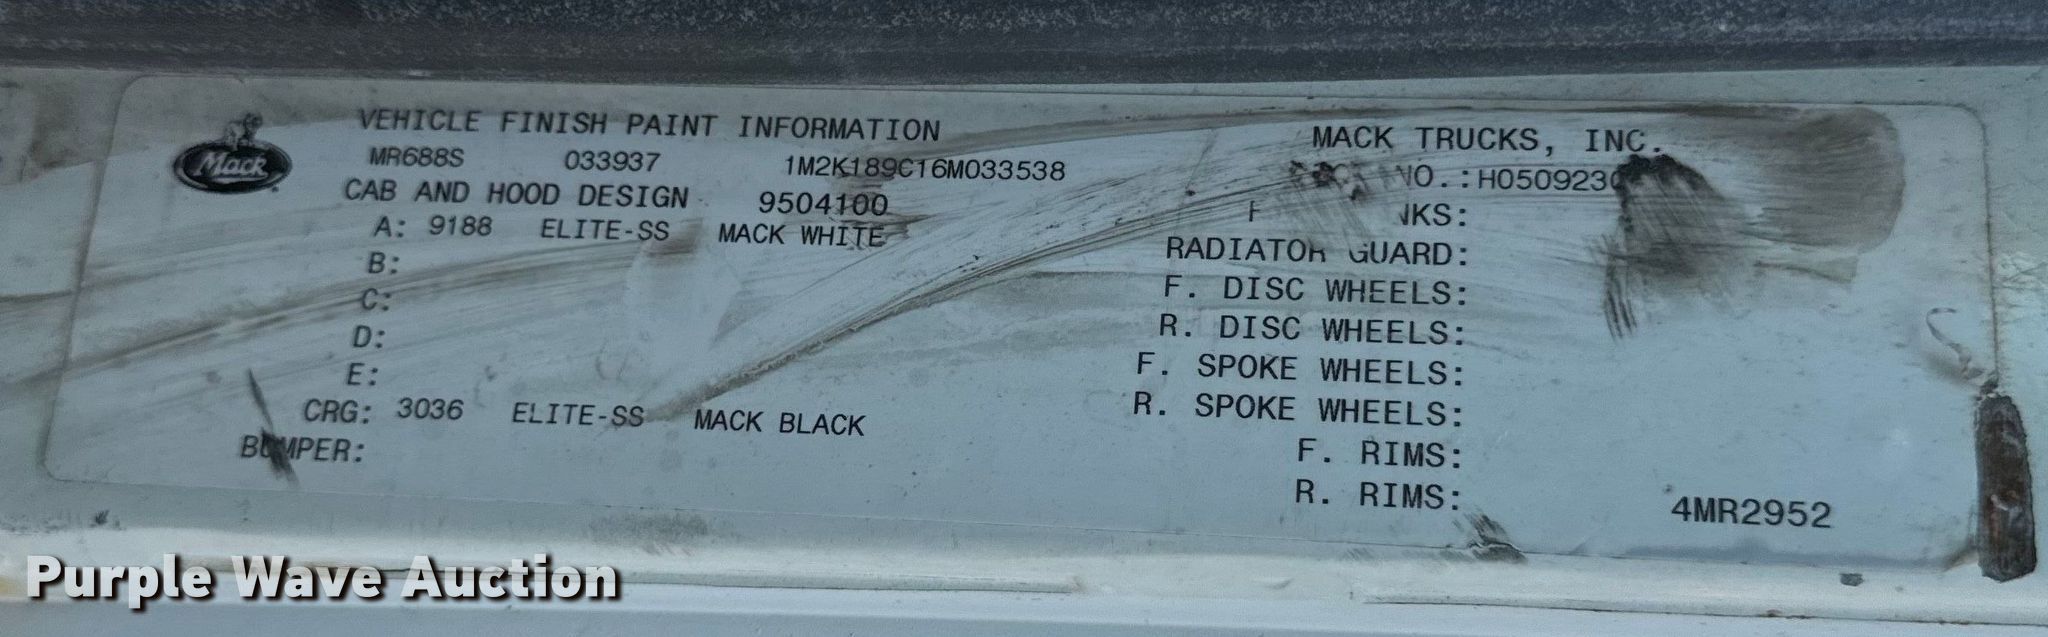 VEHICLE FINISH PAINT INFORMATION
Mack
MR688S 033937 1M2K189C16M033538
CAB AND HOOD DESIGN 9504100
A: 9188 ELITE-SS MACK WHITE
B:
C:
D:
E:
CRG: 3036 ELITE-SS MACK BLACK
BUMPER:
MACK TRUCKS, INC.
NO.:
RADIATOR GUARD:
F. DISC WHEELS:
R. DISC WHEELS:
F. SPOKE WHEELS:
R. SPOKE WHEELS:
F. RIMS:
R. RIMS:
4MR2952
Purple Wave Auction